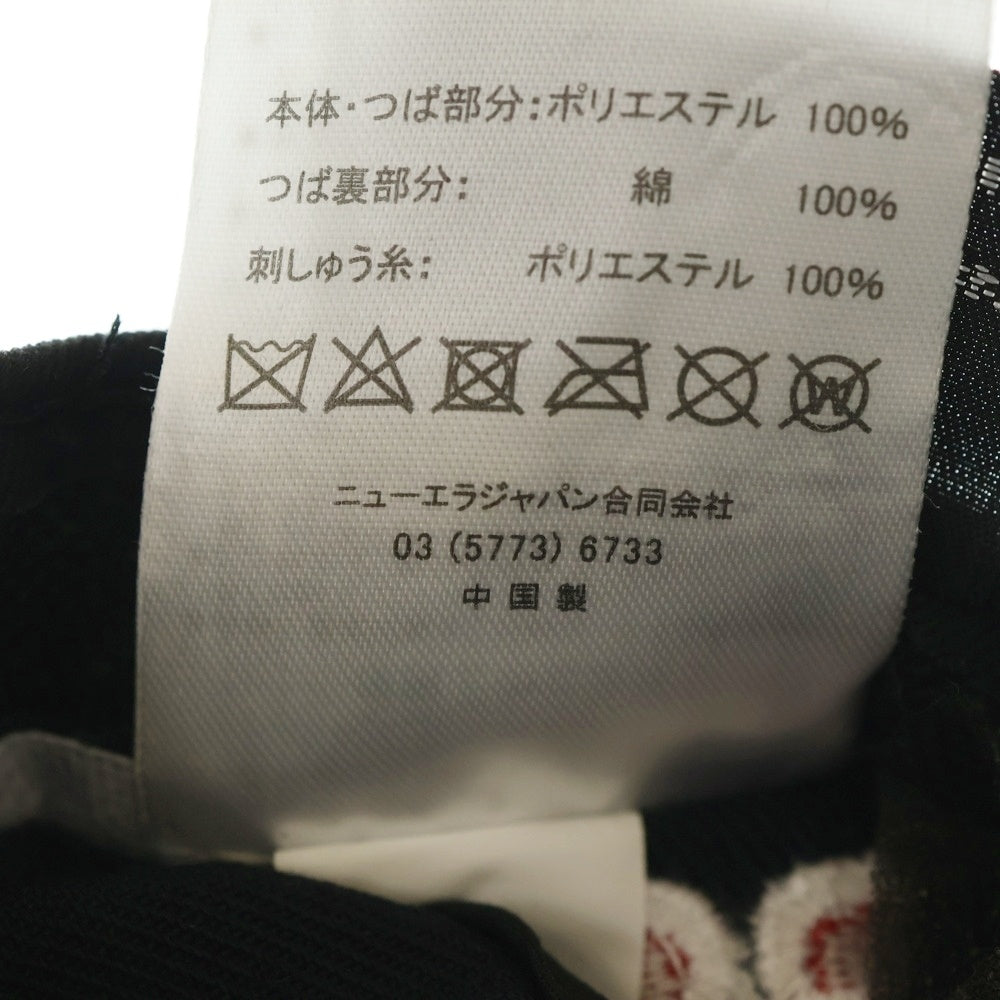 本体・つば部分：ポリエステル 100%
つば裏部分： 綿 100%
刺しゅう糸： ポリエステル 100%
W
ニューエラジャパン合同会社
03 (5773) 6733
中国製